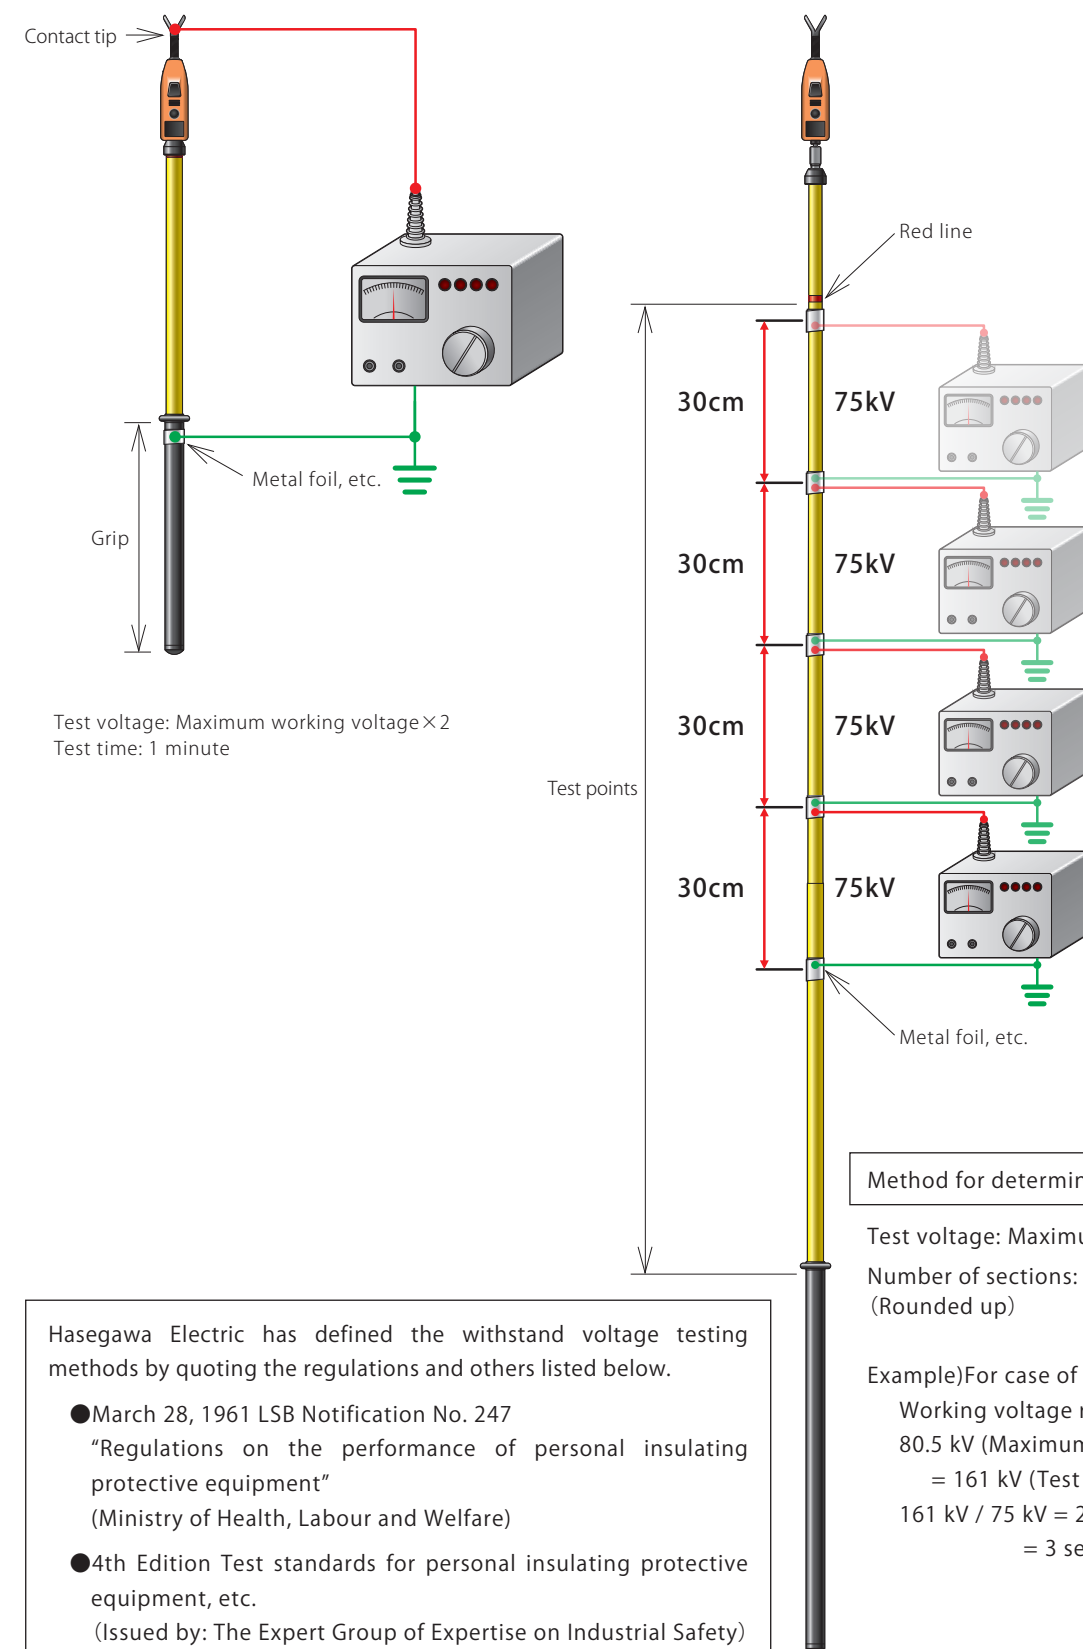 Contact tip
Metal foil, etc.
Grip
Test voltage: Maximum working voltage×2
Test time: 1 minute
Red line
30cm 75kV
30cm 75kV
30cm 75kV
30cm 75kV
Test points
Metal foil, etc.
Hasegawa Electric has defined the withstand voltage testing
methods by quoting the regulations and others listed below.
●March 28, 1961 LSB Notification No. 247
“Regulations on the performance of personal insulating
protective equipment”
(Ministry of Health, Labour and Welfare)
●4th Edition Test standards for personal insulating protective
equipment, etc.
（Issued by: The Expert Group of Expertise on Industrial Safety）
Method for determin
Test voltage: Maximu
Number of sections:
（Rounded up）
Example)For case of
Working voltage
80.5 kV (Maximum
= 161 kV (Test
161 kV / 75 kV = 2
= 3 se